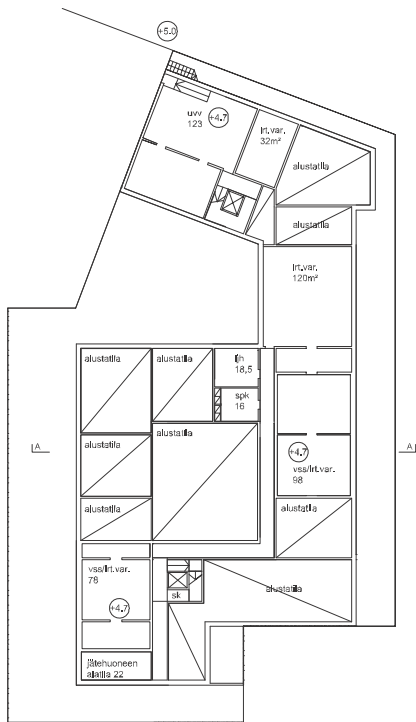 +5.0
uvv
123
+4.7
irt.var.
32m²
alustatila
alustatila
irt.var.
120m²
alustatila
alustatila
ljh
18,5
spk
16
alustatila
alustatila
A
A
+4.7
vss/irt.var.
98
alustatila
alustatila
vss/irt.var.
78
sk
alustatila
+4.7
jätehuoneen
alatila 22